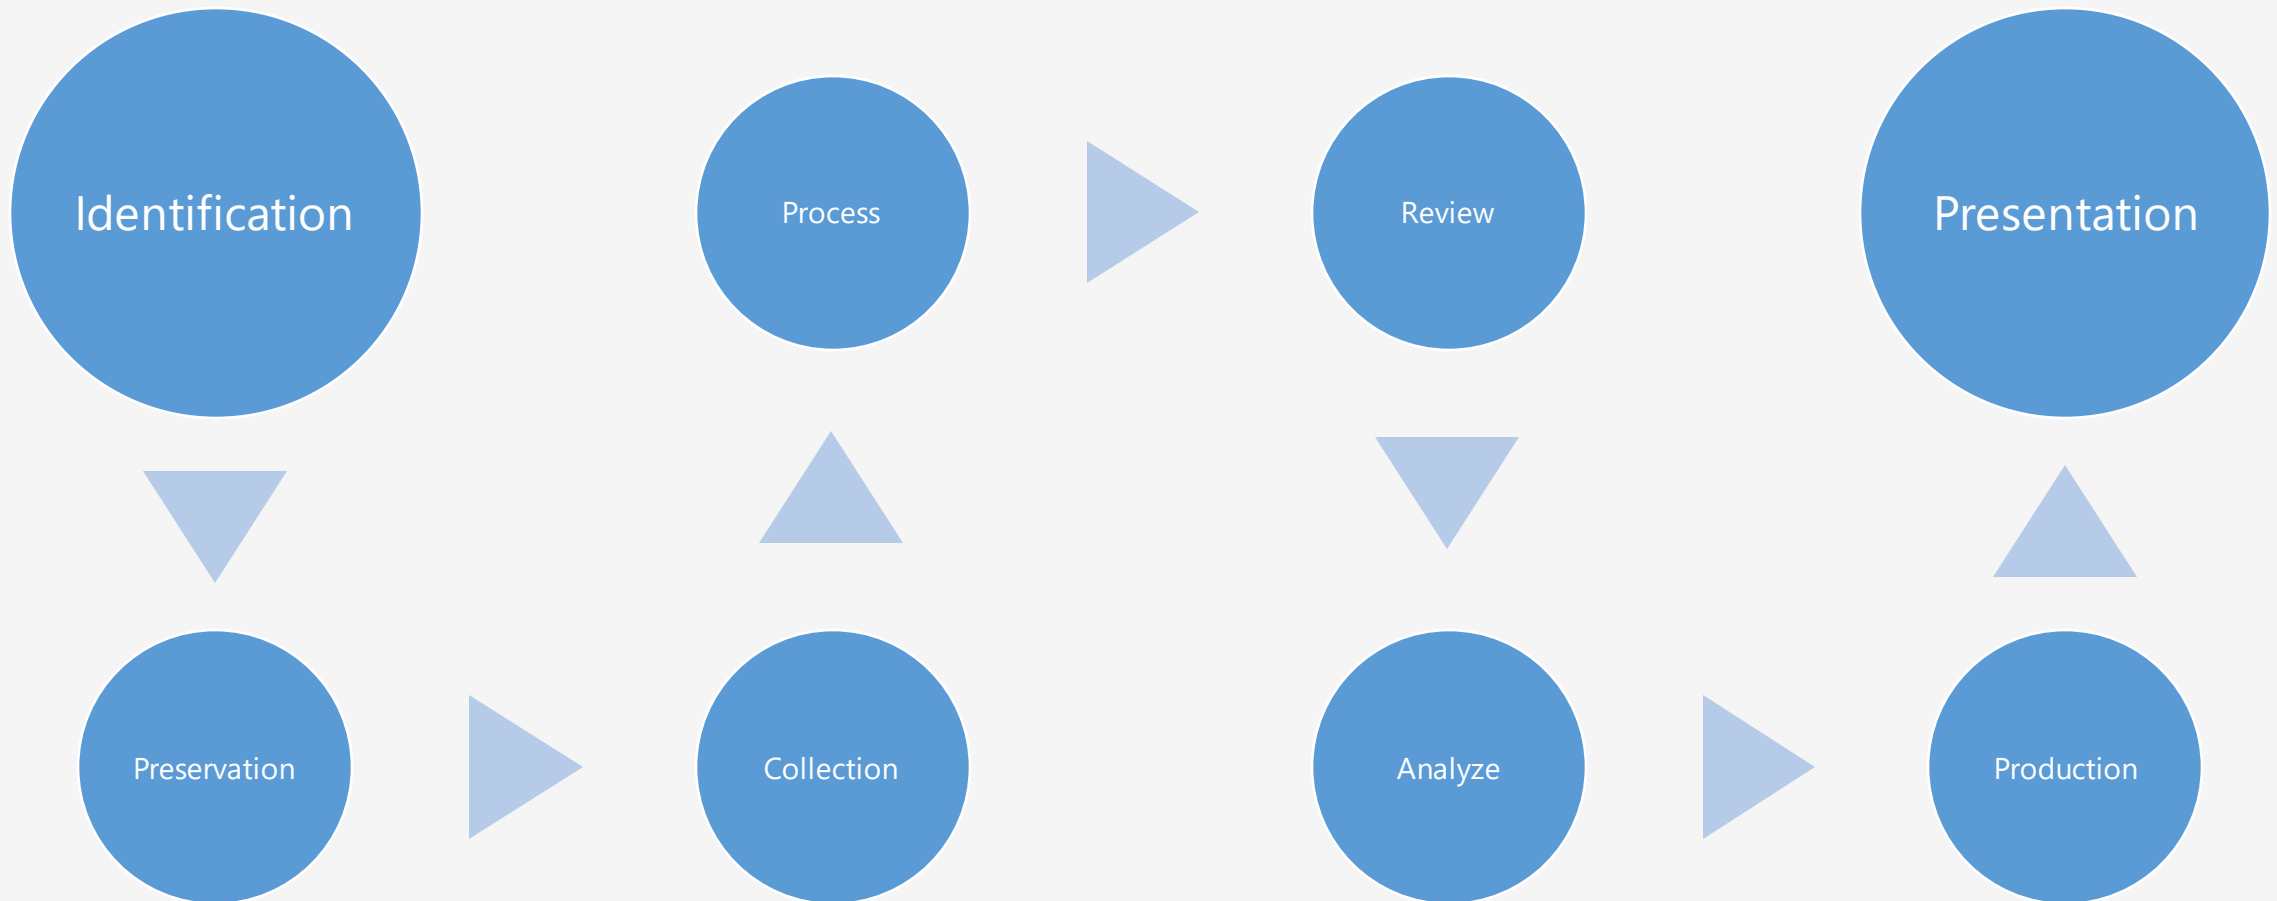 Identification
Preservation
Collection
Process
Review
Analyze
Production
Presentation